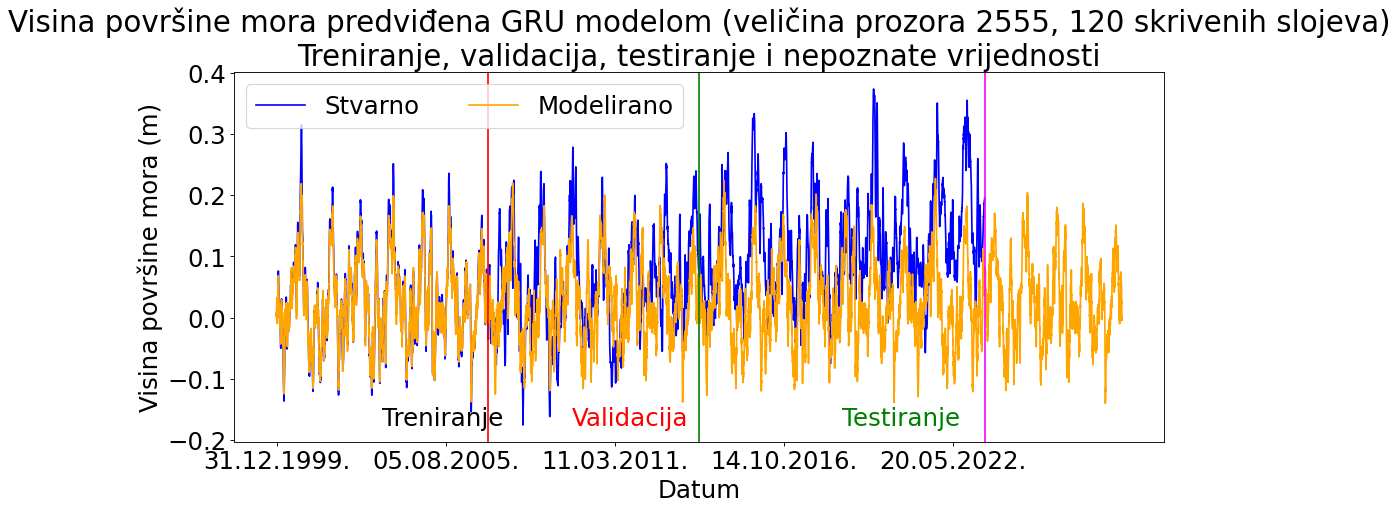 Visina površine mora predviđena GRU modelom (veličina prozora 2555, 120 skrivenih slojeva)
Treniranje, validacija, testiranje i nepoznate vrijednosti
Stvarno
Modelirano
Visina površine mora (m)
0.4
0.3
0.2
0.1
0.0
−0.1
−0.2
Treniranje
Validacija
Testiranje
31.12.1999.
05.08.2005.
11.03.2011.
14.10.2016.
20.05.2022.
Datum